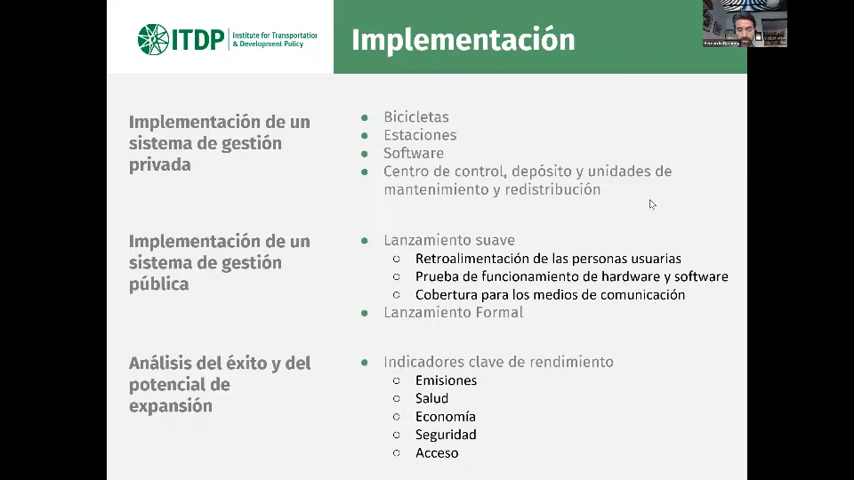 ITDP
Institute for Transportation
& Development Policy
Implementación
Implementación de un
sistema de gestión
privada
Bicicletas
Estaciones
Software
Centro de control, depósito y unidades de
mantenimiento y redistribución
Implementación de un
sistema de gestión
pública
Lanzamiento suave
Retroalimentación de las personas usuarias
Prueba de funcionamiento de hardware y software
Cobertura para los medios de comunicación
Lanzamiento Formal
Análisis del éxito y del
potencial de
expansión
Indicadores clave de rendimiento
Emisiones
Salud
Economía
Seguridad
Acceso